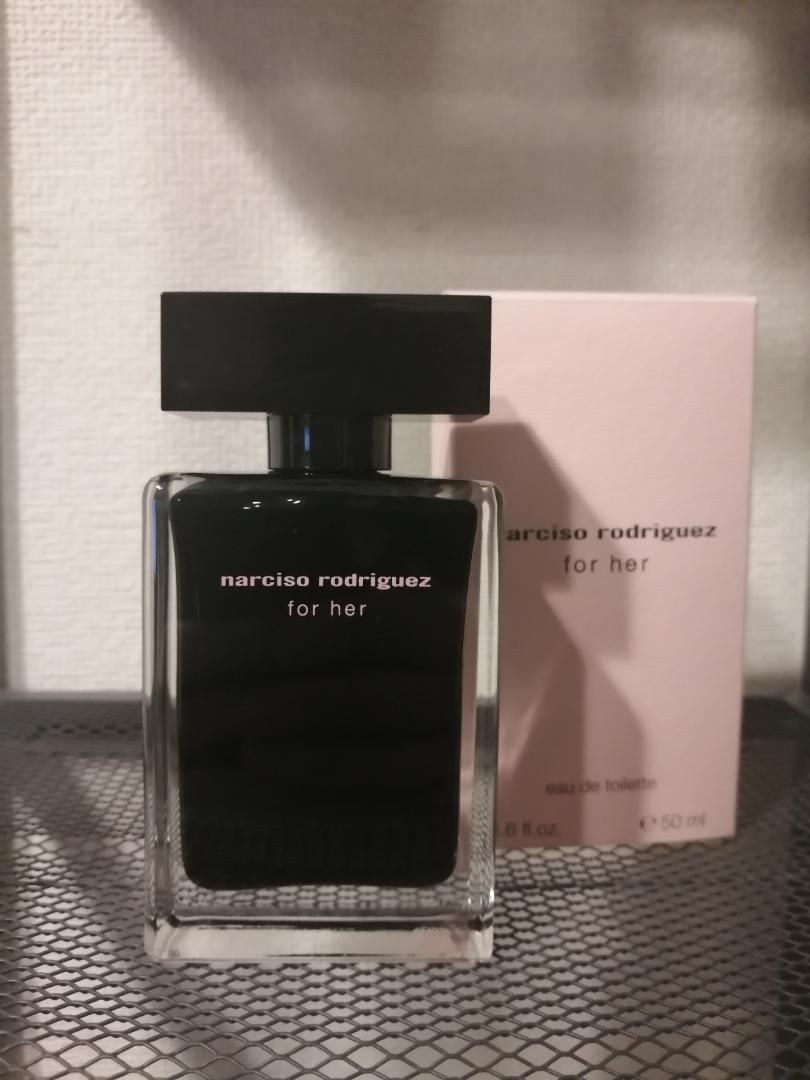 narciso rodriguez
for her
arciso rodriguez
for her
eau de toilette
.6 fl.oz. ℮50 ml